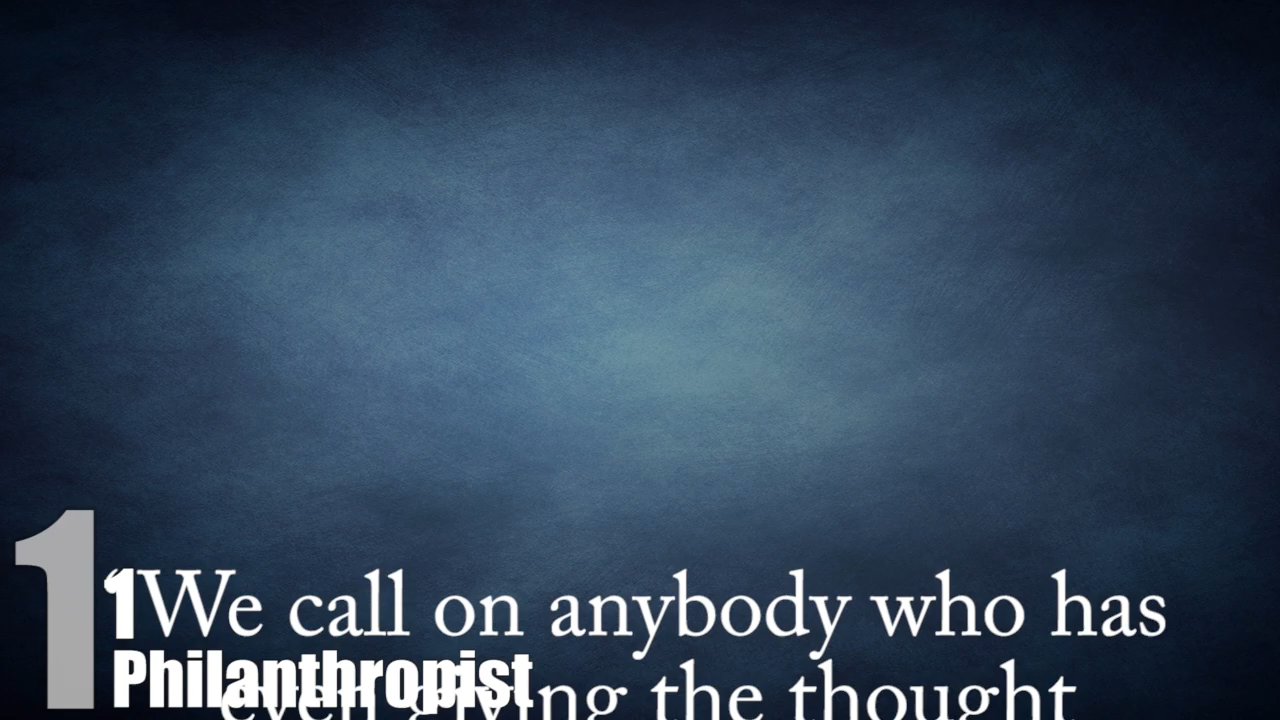 1
1
Philanthropist
“We call on anybody who has
even giving the thought